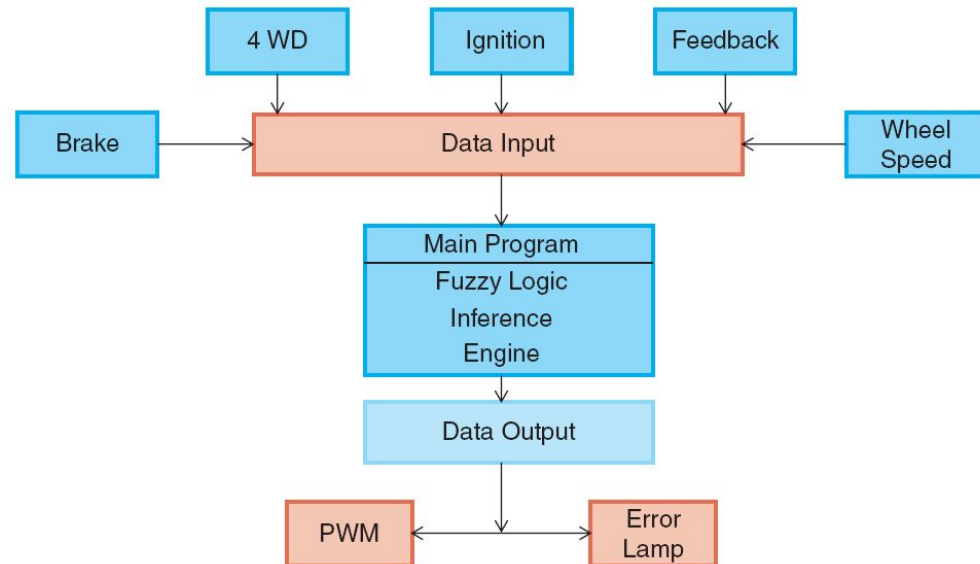 4 WD
Ignition
Feedback
Brake
Data Input
Wheel
Speed
Main Program
Fuzzy Logic
Inference
Engine
Data Output
PWM
Error
Lamp